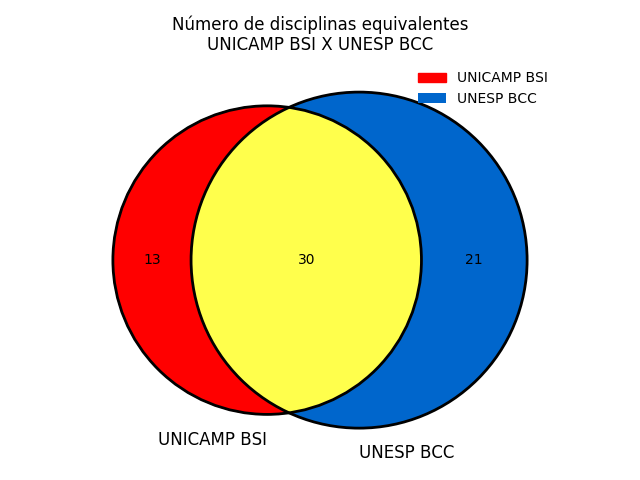 Número de disciplinas equivalentes
UNICAMP BSI X UNESP BCC
UNICAMP BSI
UNESP BCC
13
30
21
UNICAMP BSI
UNESP BCC